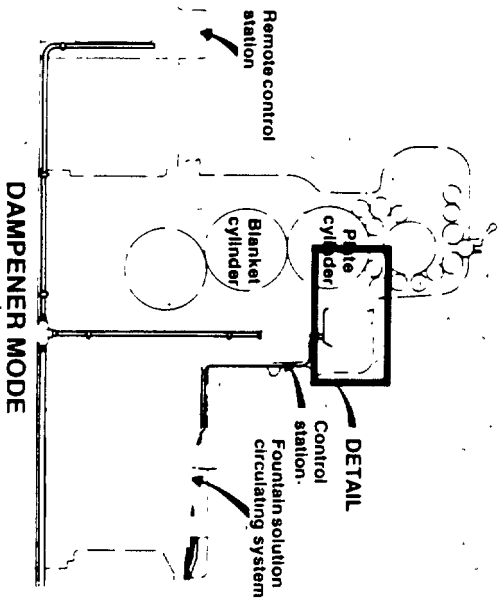 Remote control
station
Plate
cylinder
Blanket
cylinder
DETAIL
Control
station
Fountain solution
circulating system
DAMPENER MODE